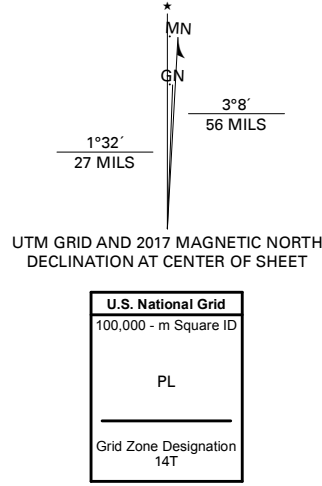 ★
MN
GN
3°8´
56 MILS
1°32´
27 MILS
UTM GRID AND 2017 MAGNETIC NORTH
DECLINATION AT CENTER OF SHEET
U.S. National Grid
100,000 - m Square ID
PL
Grid Zone Designation
14T